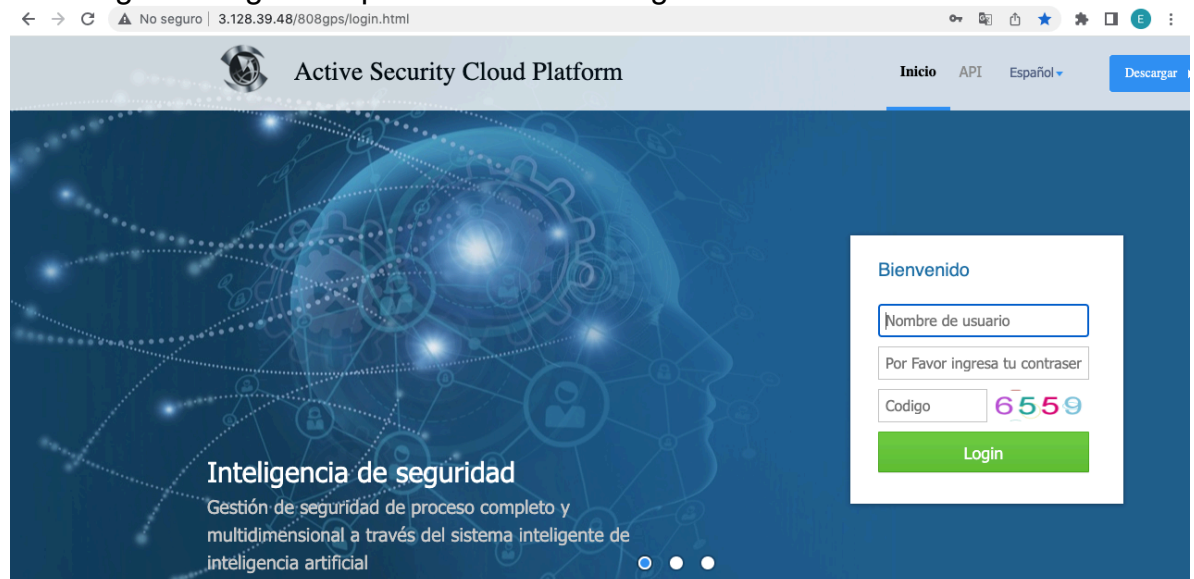 No seguro | 3.128.39.48/808gps/login.html
E
Active Security Cloud Platform
Inicio API Español Descargar
Bienvenido
Nombre de usuario
Por Favor ingresa tu contraser
Codigo 6559
Login
Inteligencia de seguridad
Gestión de seguridad de proceso completo y
multidimensional a través del sistema inteligente de
inteligencia artificial